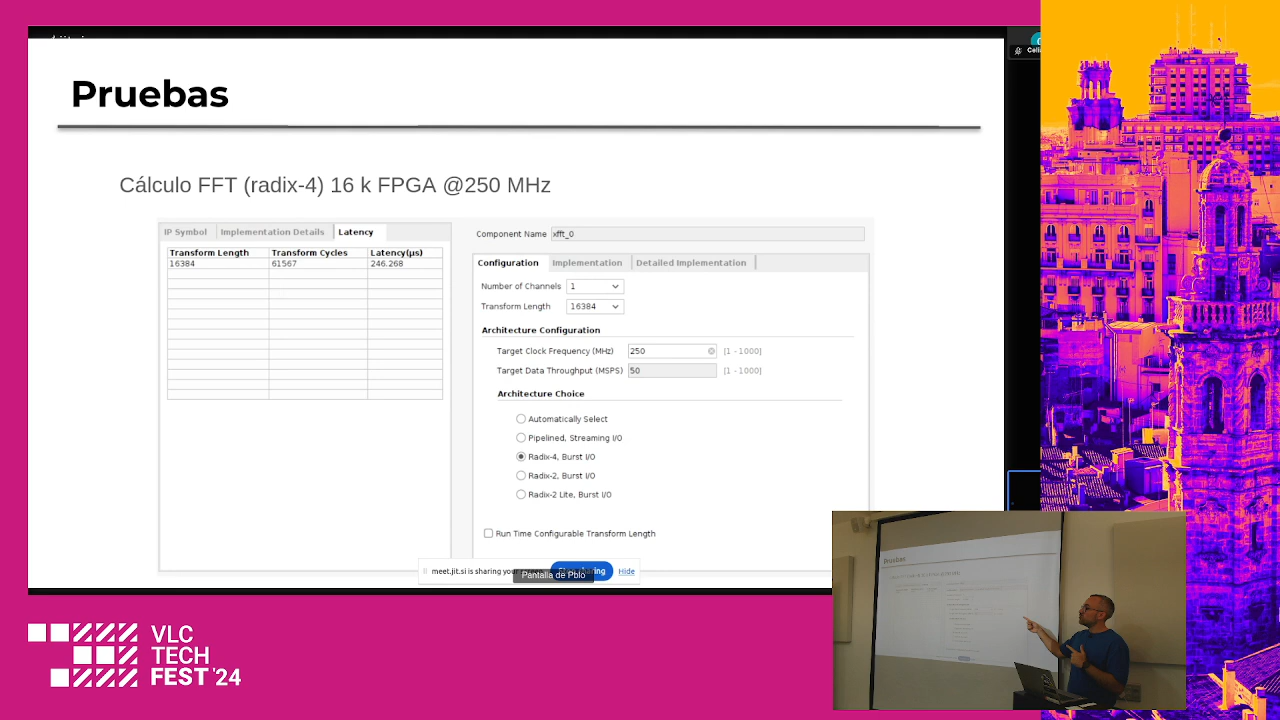 Pruebas
Cálculo FFT (radix-4) 16 k FPGA @250 MHz
IP Symbol Implementation Details Latency
Transform Length Transform Cycles Latency(µs)
16384 61567 246.268
Component Name xfft_0
Configuration Implementation Detailed Implementation
Number of Channels 1
Transform Length 16384
Architecture Configuration
Target Clock Frequency (MHz) 250 [1 - 1000]
Target Data Throughput (MSPS) 50 [1 - 1000]
Architecture Choice
Automatically Select
Pipelined, Streaming I/O
Radix-4, Burst I/O
Radix-2, Burst I/O
Radix-2 Lite, Burst I/O
Run Time Configurable Transform Length
meet.jit.si is sharing your
Hide
Pantalla de Pblo
Pruebas
VLC
TECH
FEST '24